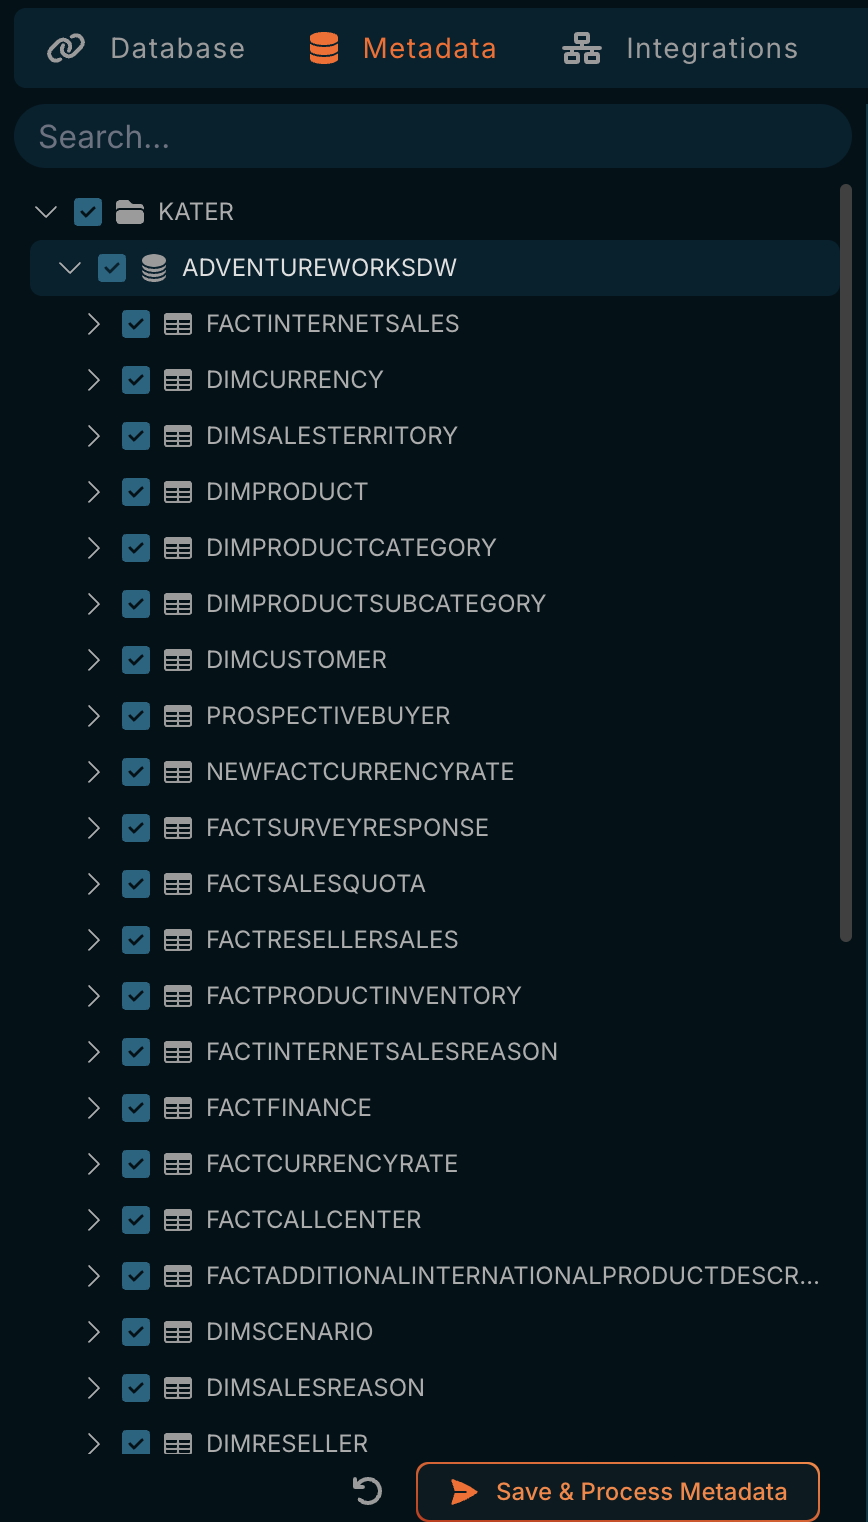 Database Metadata Integrations
Search...
KATER
ADVENTUREWORKSDW
FACTINTERNETSALES
DIMCURRENCY
DIMSALESTERRITORY
DIMPRODUCT
DIMPRODUCTCATEGORY
DIMPRODUCTSUBCATEGORY
DIMCUSTOMER
PROSPECTIVEBUYER
NEWFACTCURRENCYRATE
FACTSURVEYRESPONSE
FACTSALESQUOTA
FACTRESELLERSALES
FACTPRODUCTINVENTORY
FACTINTERNETSALESREASON
FACTFINANCE
FACTCURRENCYRATE
FACTCALLCENTER
FACTADDITIONALINTERNATIONALPRODUCTDESCR...
DIMSCENARIO
DIMSALESREASON
DIMRESELLER
Save & Process Metadata